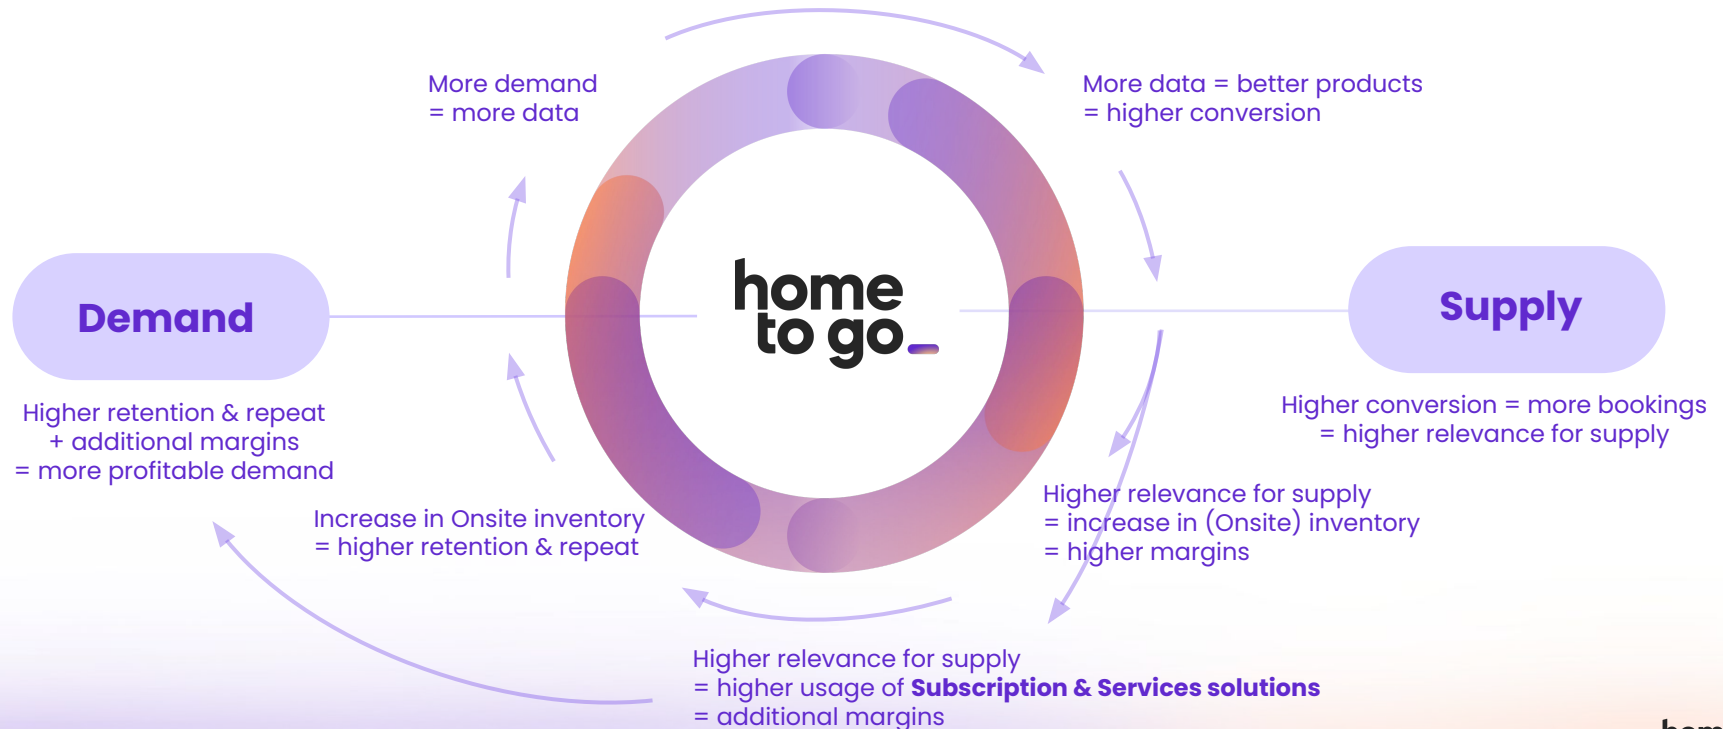 More demand
= more data
More data = better products
= higher conversion
home
to go_
Demand
Supply
Higher retention & repeat
+ additional margins
= more profitable demand
Higher conversion = more bookings
= higher relevance for supply
Increase in Onsite inventory
= higher retention & repeat
Higher relevance for supply
= increase in (Onsite) inventory
= higher margins
Higher relevance for supply
= higher usage of Subscription & Services solutions
= additional margins